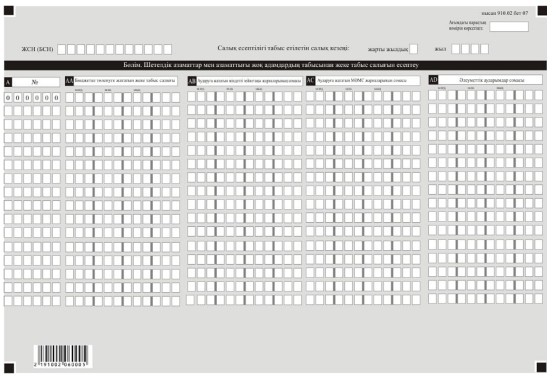 нысан 910.02 бет 07
Ағымдағы парақтың
нөмірін көрсетіңіз:
ЖСН (БСН)
Салық есептілігі табыс етілетін салық кезеңі: жарты жылдық жыл
Бөлім. Шетелдік азаматтар мен азаматтығы жоқ адамдардың табысынан жеке табыс салығын есептеу
A № AA Бюджетке төленуге жататын жеке табыс салығы AB Аударуға жататын міндетті зейнетақы жарналарының сомасы AC Аударуға жататын МӘМС жарналарының сомасы AD Әлеуметтік аударымдар сомасы
0 0 0 0 0 0
2191002060005